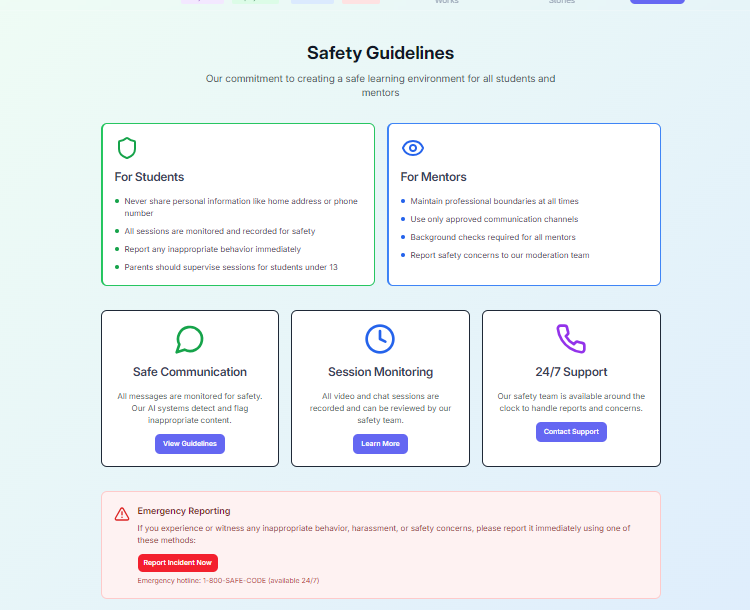 Works
Stories
Safety Guidelines
Our commitment to creating a safe learning environment for all students and
mentors
For Students
Never share personal information like home address or phone
number
All sessions are monitored and recorded for safety
Report any inappropriate behavior immediately
Parents should supervise sessions for students under 13
For Mentors
Maintain professional boundaries at all times
Use only approved communication channels
Background checks required for all mentors
Report safety concerns to our moderation team
Safe Communication
All messages are monitored for safety.
Our AI systems detect and flag
inappropriate content.
View Guidelines
Session Monitoring
All video and chat sessions are
recorded and can be reviewed by our
safety team.
Learn More
24/7 Support
Our safety team is available around the
clock to handle reports and concerns.
Contact Support
Emergency Reporting
If you experience or witness any inappropriate behavior, harassment, or safety concerns, please report it immediately using one of
these methods:
Report Incident Now
Emergency hotline: 1-800-SAFE-CODE (available 24/7)